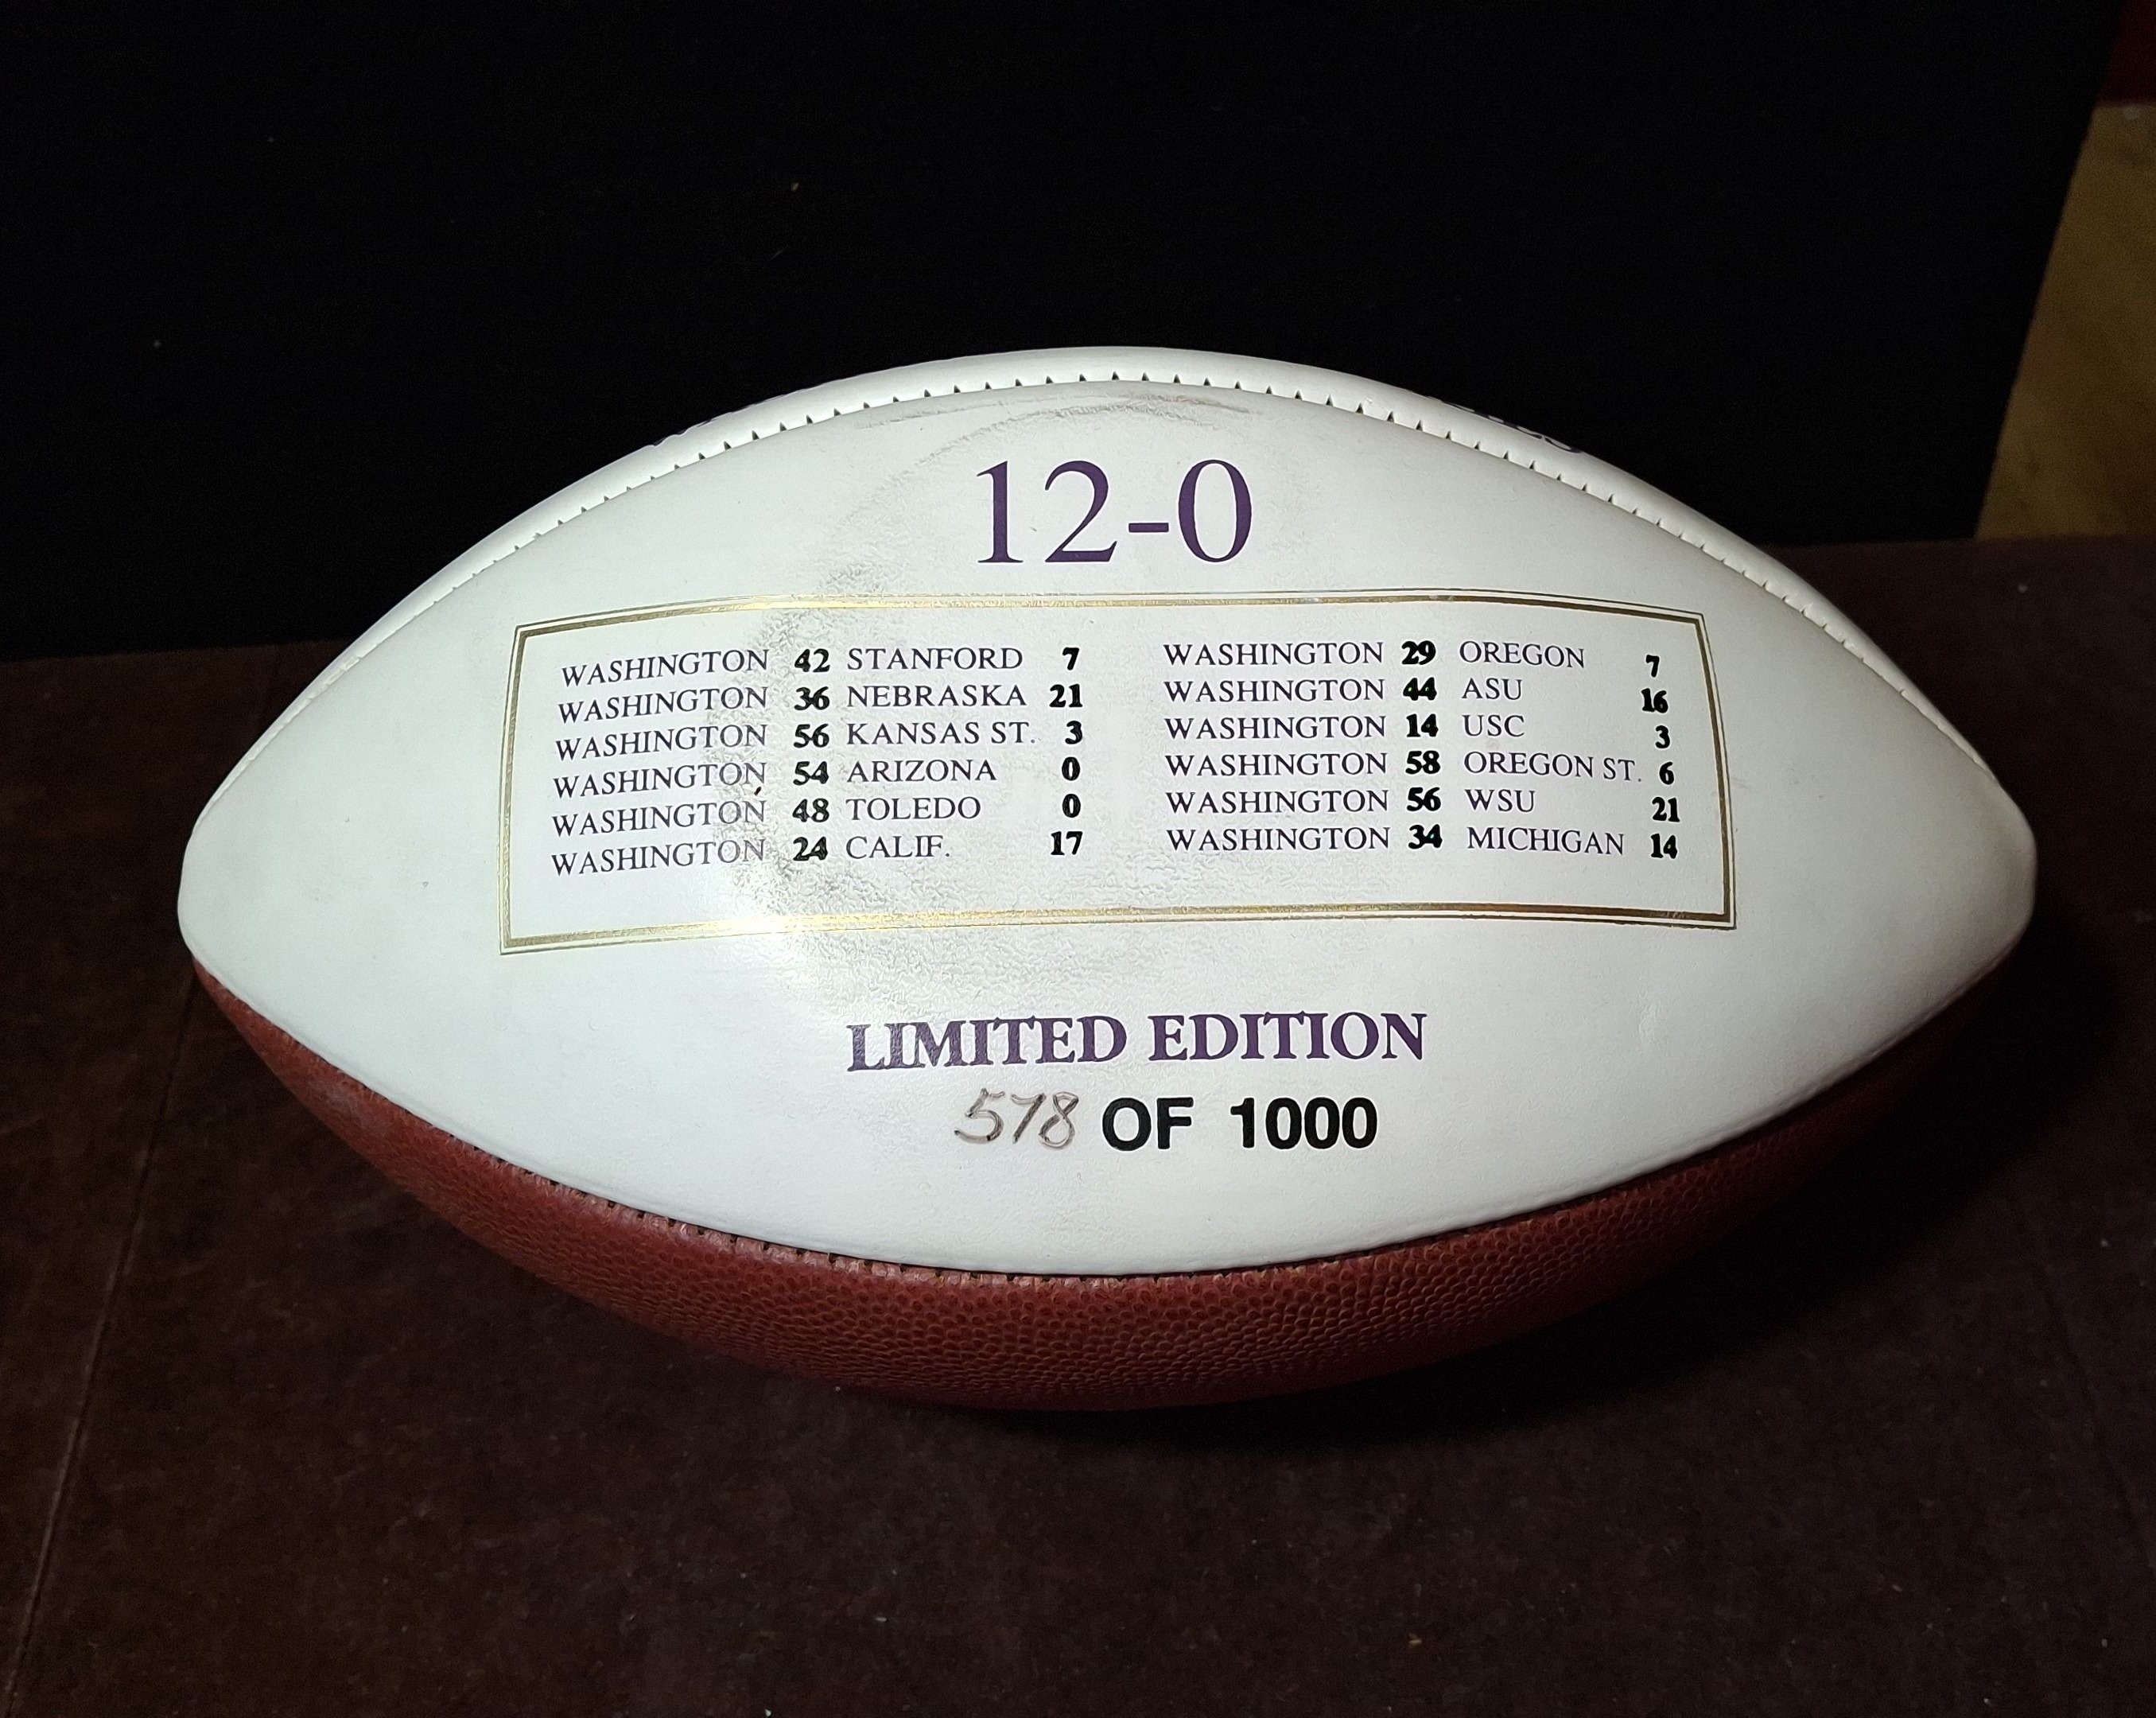 12-0
WASHINGTON 42 STANFORD 7
WASHINGTON 36 NEBRASKA 21
WASHINGTON 56 KANSAS ST. 3
WASHINGTON 54 ARIZONA 0
WASHINGTON 48 TOLEDO 0
WASHINGTON 24 CALIF. 17
WASHINGTON 29 OREGON 7
WASHINGTON 44 ASU 16
WASHINGTON 14 USC 3
WASHINGTON 58 OREGON ST. 6
WASHINGTON 56 WSU 21
WASHINGTON 34 MICHIGAN 14
LIMITED EDITION
578 OF 1000